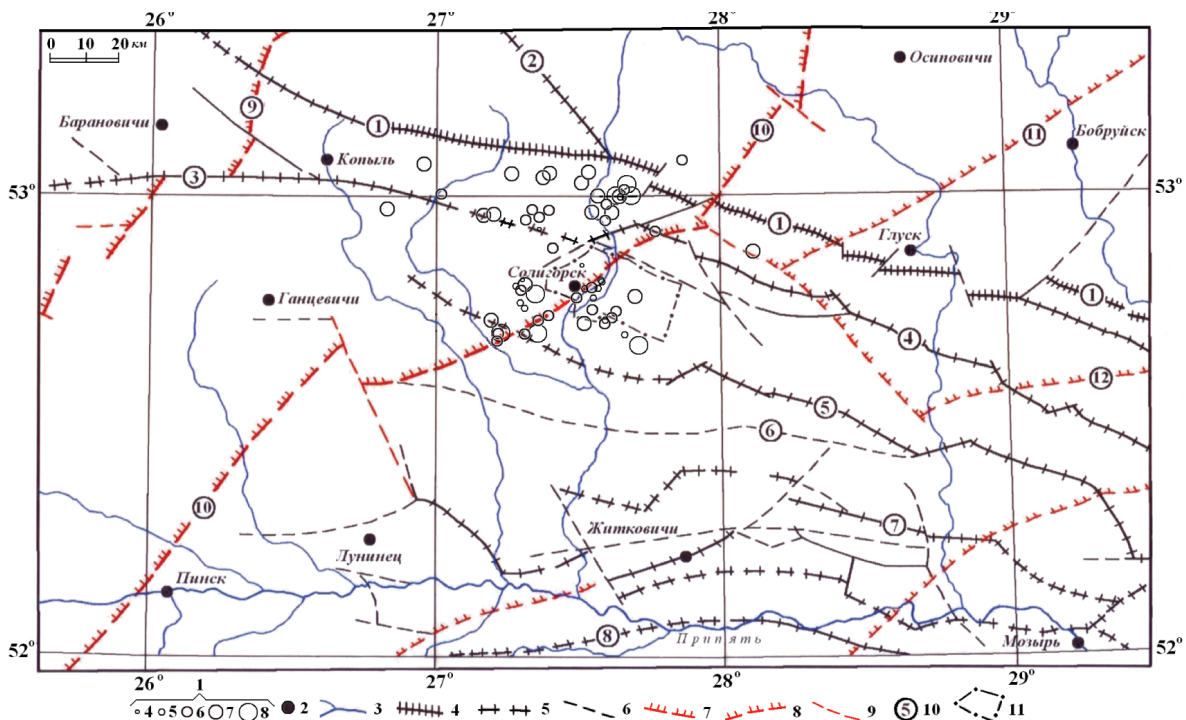 26° 27° 28° 29°
0 10 20 км
2
Осиповичи
9
11
Барановичи
1
10
Бобруйск
Копыль
3
53° 53°
1
Глуск
Солигорск
Ганцевичи
1
4
12
5
6
10
7
Житковичи
Лунинец
Пинск
8
Припять
Мозырь
52° 52°
26° 27° 28° 29°
1
4 5 6 7 8 2 3 4 5 6 7 8 9 5 10 11